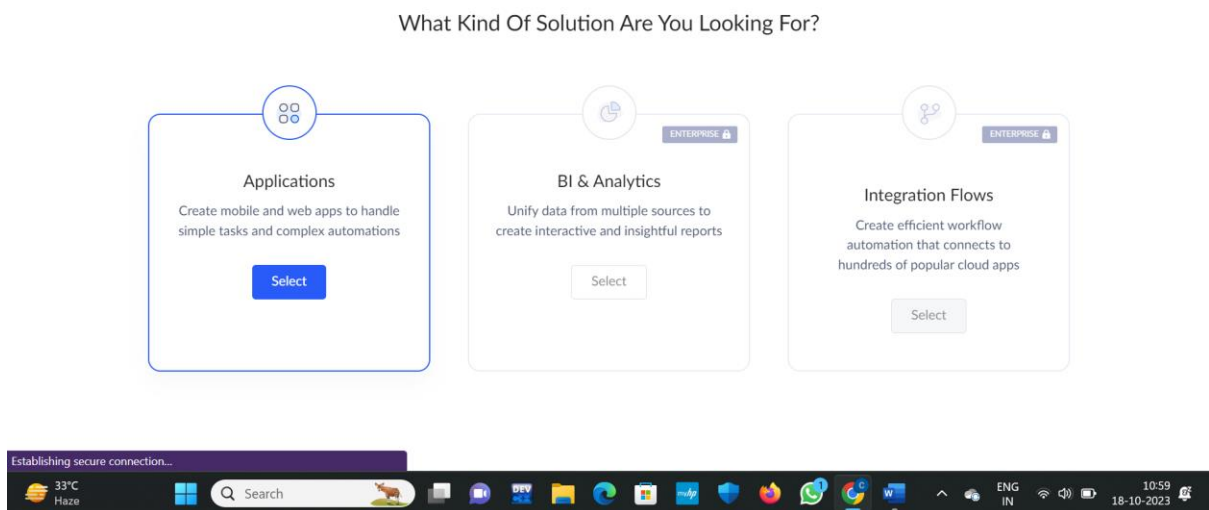 What Kind Of Solution Are You Looking For?
Applications
Create mobile and web apps to handle
simple tasks and complex automations
Select
ENTERPRISE
BI & Analytics
Unify data from multiple sources to
create interactive and insightful reports
Select
ENTERPRISE
Integration Flows
Create efficient workflow
automation that connects to
hundreds of popular cloud apps
Select
Establishing secure connection...
33°C
Haze
Search
DEV
myhp
1
C
W
ENG
IN
10:59
18-10-2023